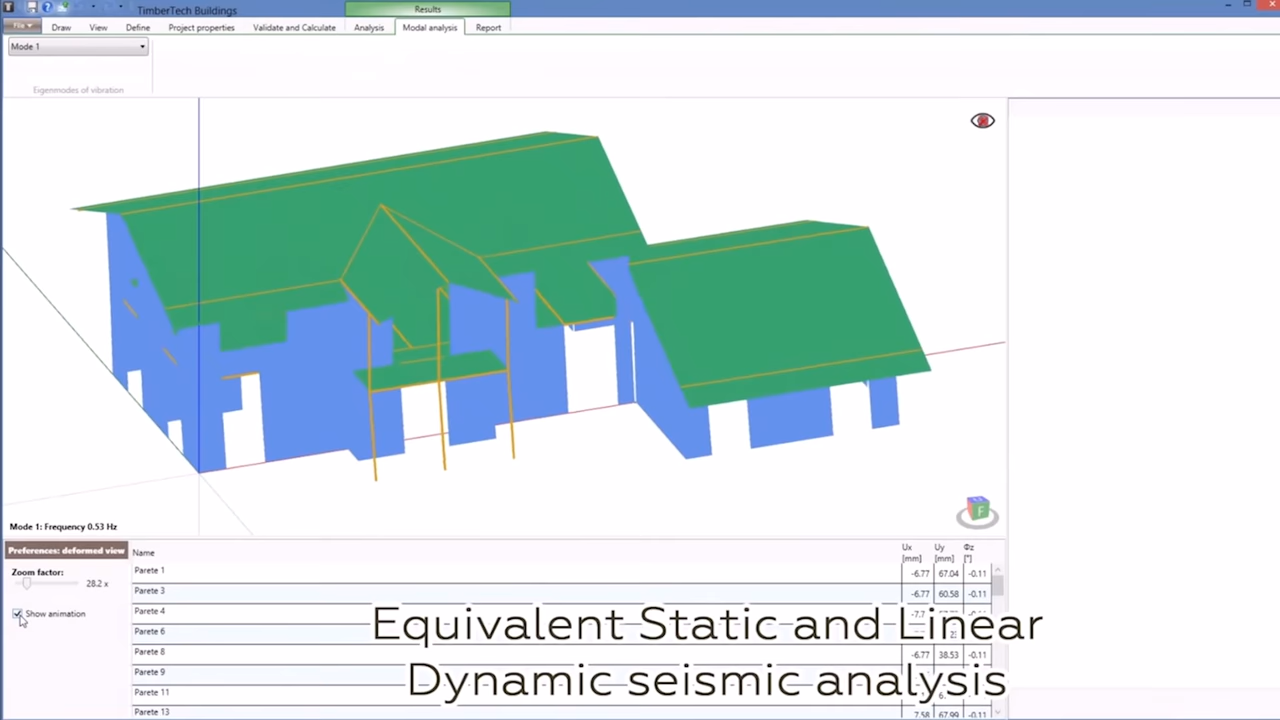 TimberTech Buildings
Results
File
Draw
View
Define
Project properties
Validate and Calculate
Analysis
Modal analysis
Report
Mode 1
Eigenmodes of vibration
F
Mode 1: Frequency 0.53 Hz
Preferences: deformed view
Zoom factor:
28.2 x
Show animation
Name Ux [mm] Uy [mm] Φz [°]
Parete 1 -6.77 67.04 -0.11
Parete 3 -6.77 60.58 -0.11
Parete 4
Parete 6
Parete 8 -6.77 38.53 -0.11
Parete 9
Parete 11
Parete 13 7.58 67.99 -0.11
Equivalent Static and Linear
Dynamic seismic analysis